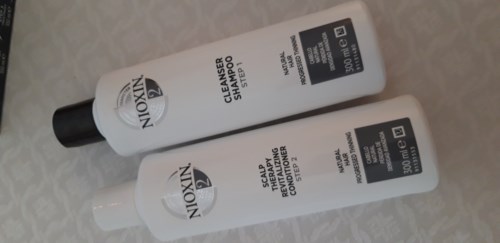 NIOXIN
2
CLEANSER
SHAMPOO
STEP 1
NATURAL
HAIR
PROGRESSED THINNING
300 ml e
NIOXIN
2
SCALP
THERAPY
REVITALIZING
CONDITIONER
STEP 2
NATURAL
HAIR
PROGRESSED THINNING
300 ml e